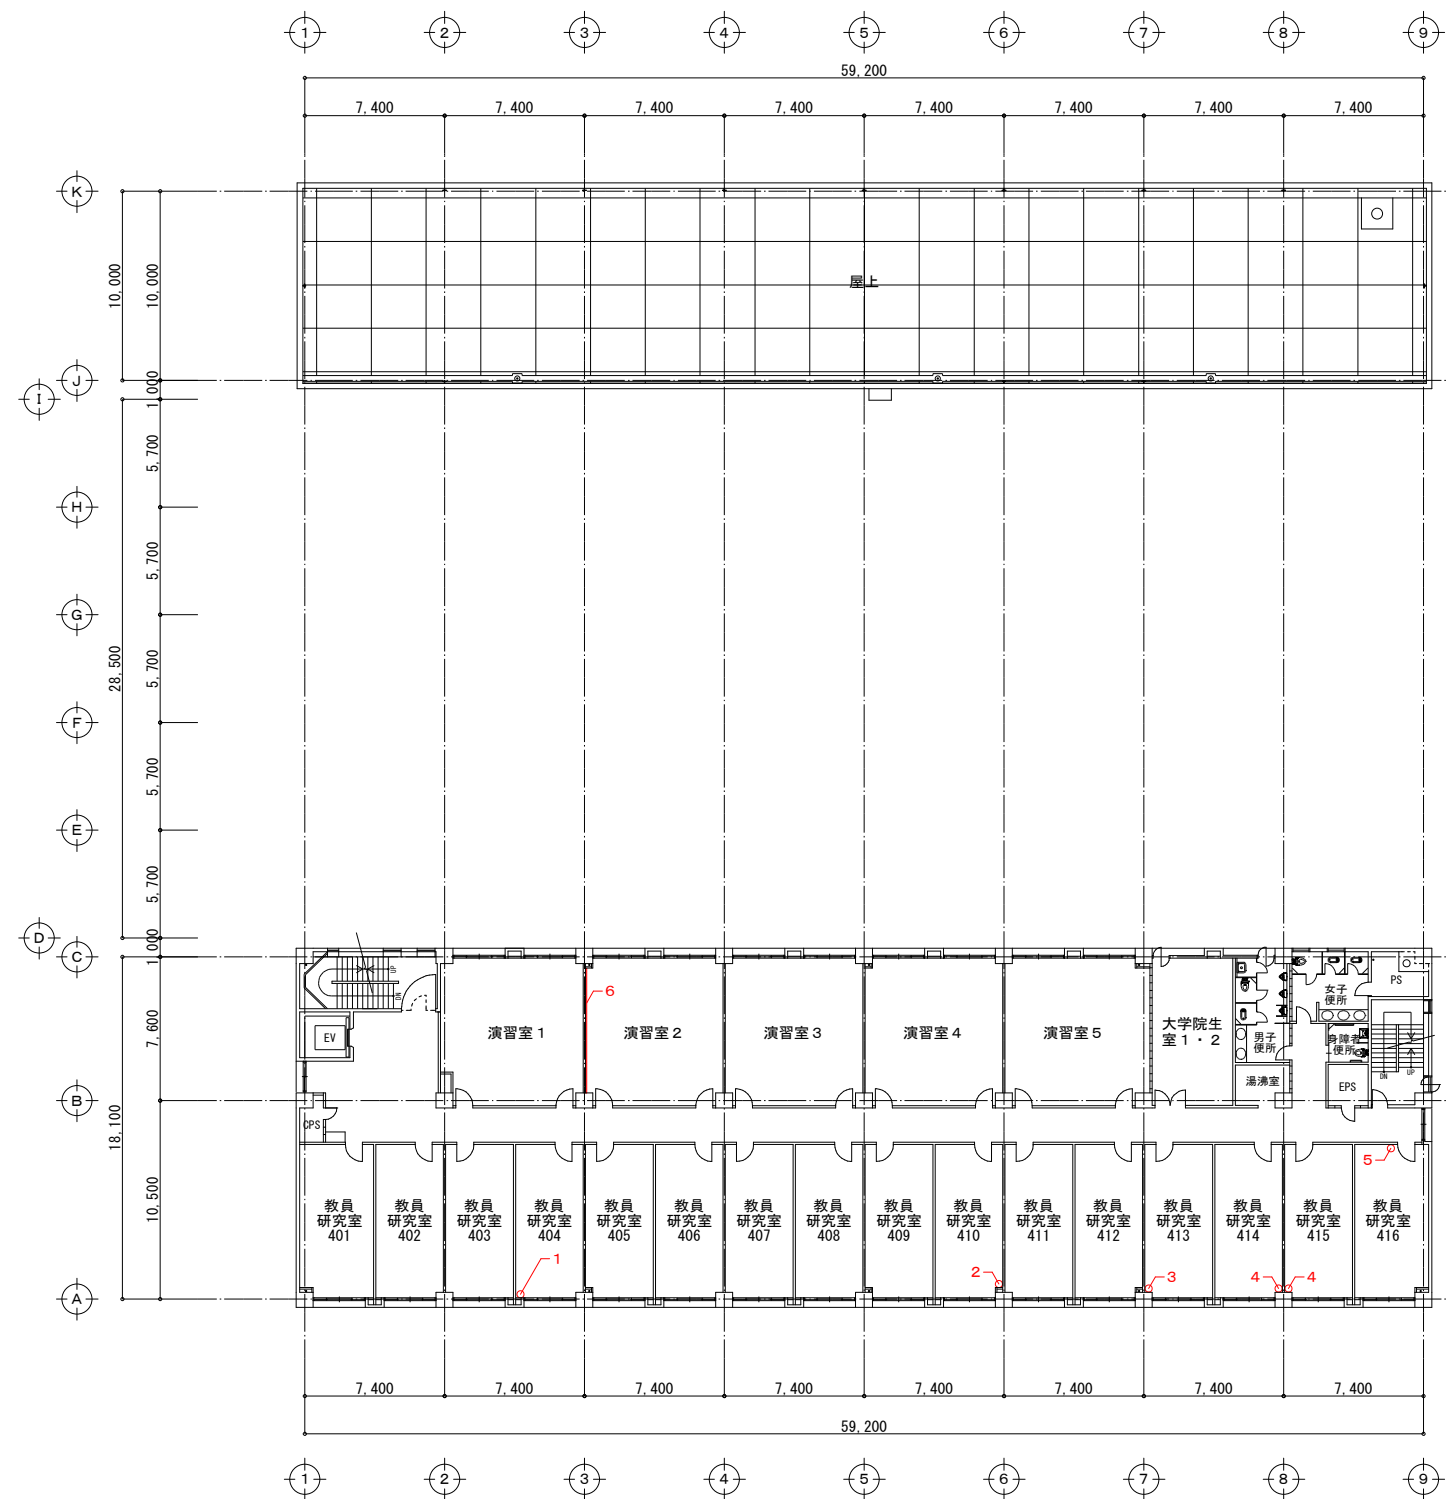 1 2 3 4 5 6 7 8 9
59,200
7,400 7,400 7,400 7,400 7,400 7,400 7,400 7,400
K
10,000 10,000
屋上
J
1,000
I
5,700
H
5,700
G
28,500 5,700
F
5,700
E
5,700
D
1,000
C
UP
DN
6
女子
便所
PS
7,600
EV
演習室1 演習室2 演習室3 演習室4 演習室5
大学院生
室1・2
男子
便所
身障者
便所
湯沸室
EPS
DN UP
B
18,100
CPS
5
10,500
教員
研究室
401
教員
研究室
402
教員
研究室
403
教員
研究室
404
教員
研究室
405
教員
研究室
406
教員
研究室
407
教員
研究室
408
教員
研究室
409
教員
研究室
410
教員
研究室
411
教員
研究室
412
教員
研究室
413
教員
研究室
414
教員
研究室
415
教員
研究室
416
1 2 3 4 4
A
7,400 7,400 7,400 7,400 7,400 7,400 7,400 7,400
59,200
1 2 3 4 5 6 7 8 9